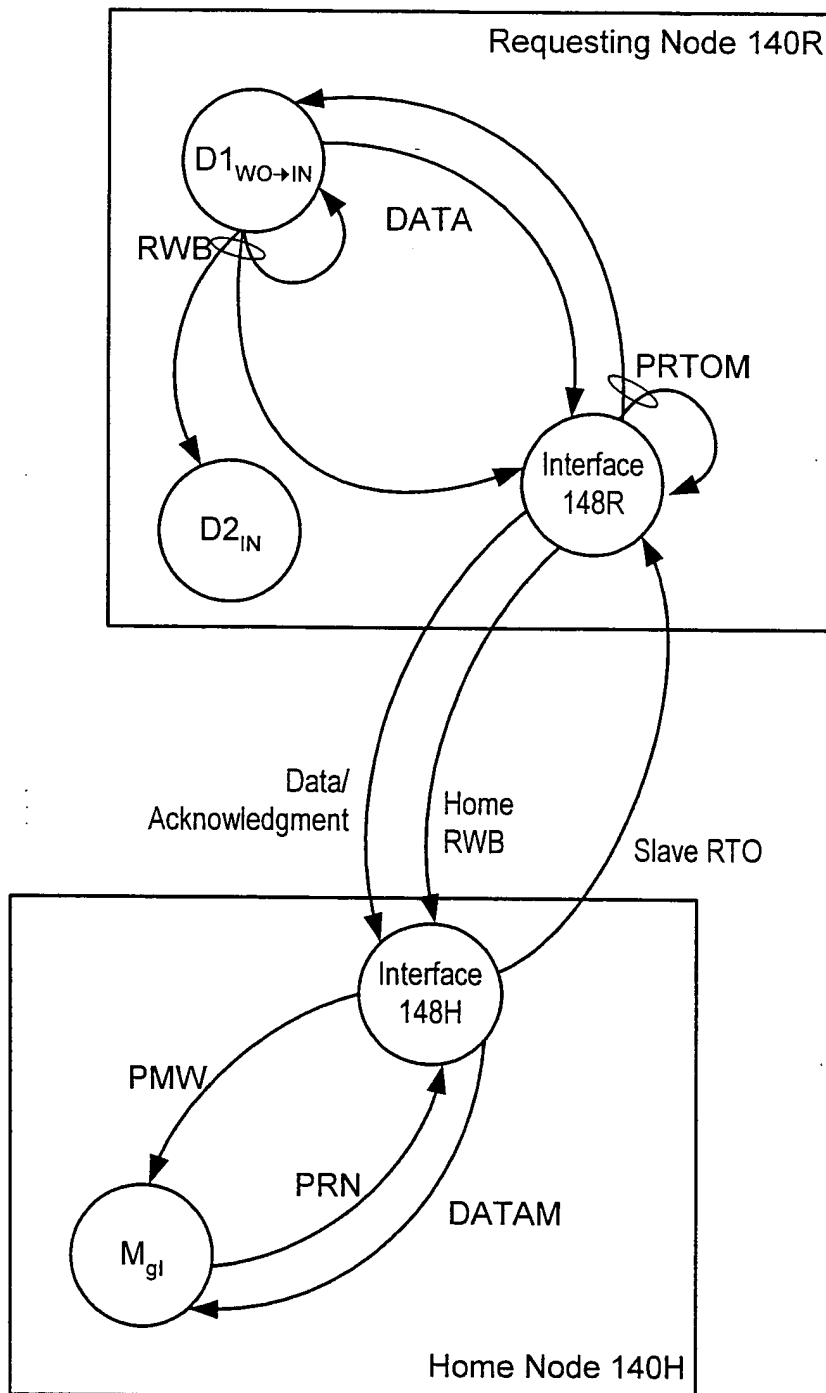 Requesting Node 140R
D1WO→IN
DATA
RWB
PRTOM
Interface
148R
D2IN
Data/
Acknowledgment
Home
RWB
Slave RTO
Interface
148H
PMW
PRN
DATAM
Mgl
Home Node 140H